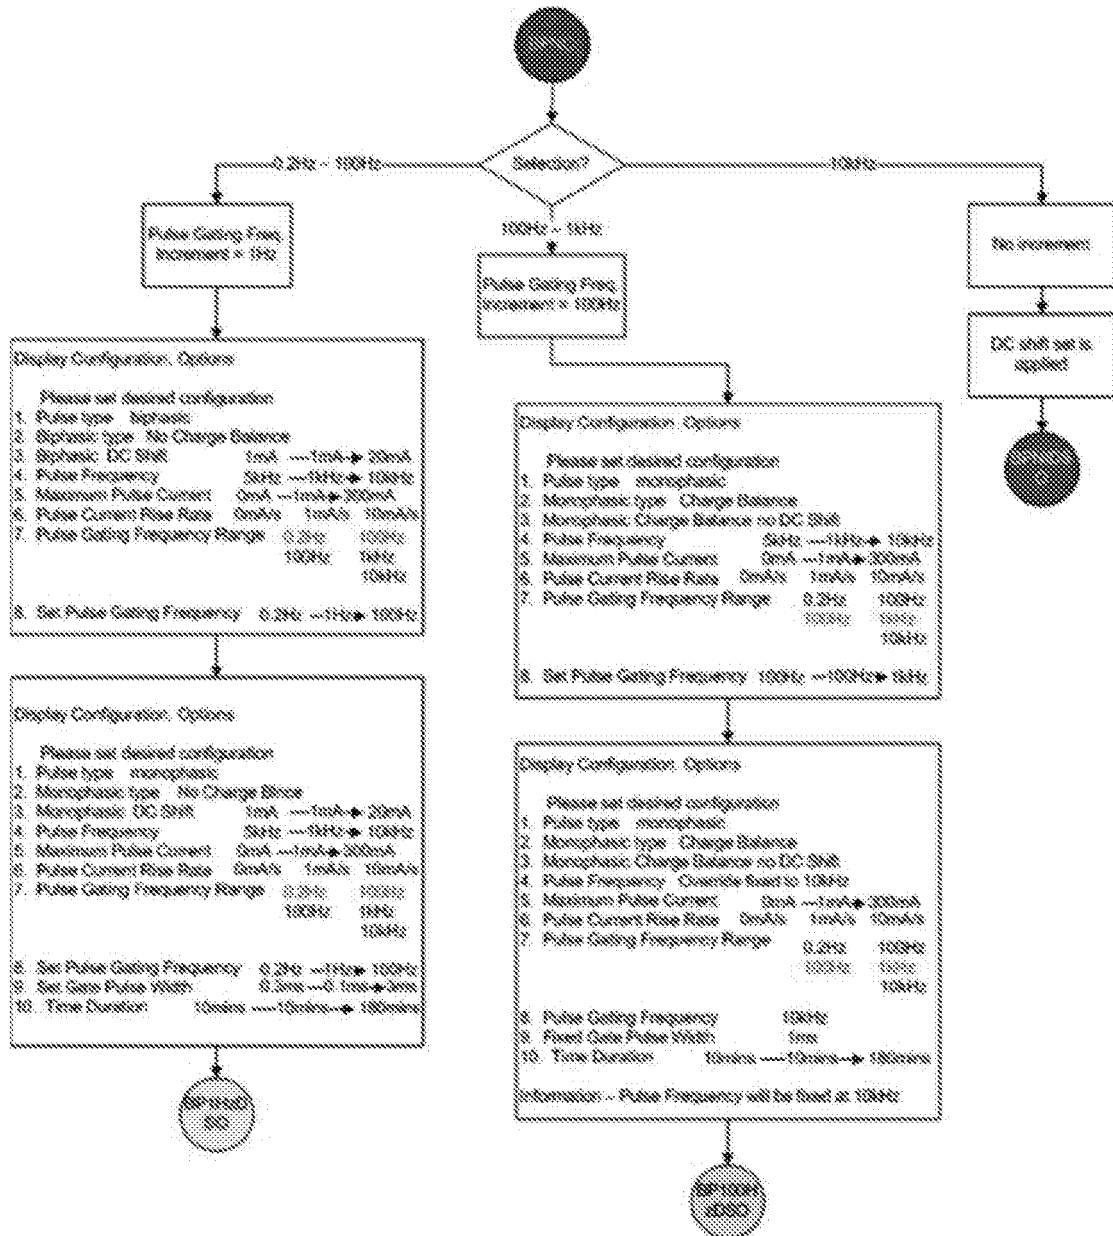 Selection?
0.2Hz ~ 100Hz
100Hz ~ 1kHz
10kHz
Pulse Gating Freq.
Increment = 1Hz
Pulse Gating Freq.
Increment = 100Hz
No increment
DC shift set is
applied
Display Configuration, Options
Please set desired configuration
1. Pulse type biphasic
2. Biphasic type No Charge Balance
3. Biphasic DC Shift 1mA ---1mA 20mA
4. Pulse Frequency 5kHz ---1kHz 10kHz
5. Maximum Pulse Current 0mA ---1mA 300mA
6. Pulse Current Rise Rate 0mA/s 1mA/s 10mA/s
7. Pulse Gating Frequency Range 0.2Hz 100Hz
100Hz 1kHz
10kHz
8. Set Pulse Gating Frequency 0.2Hz ---1Hz 100Hz
Display Configuration, Options
Please set desired configuration
1. Pulse type monophasic
2. Monophasic type No Charge Blnce
3. Monophasic DC Shift 1mA ---1mA 20mA
4. Pulse Frequency 5kHz ---1kHz 10kHz
5. Maximum Pulse Current 0mA ---1mA 300mA
6. Pulse Current Rise Rate 0mA/s 1mA/s 10mA/s
7. Pulse Gating Frequency Range 0.2Hz 100Hz
100Hz 1kHz
10kHz
8. Set Pulse Gating Frequency 0.2Hz ---1Hz 100Hz
9. Set Gate Pulse Width 0.3ms ---0.1ms 3ms
10. Time Duration 10mins ----10mins 180mins
Display Configuration, Options
Please set desired configuration
1. Pulse type monophasic
2. Monophasic type Charge Balance
3. Monophasic Charge Balance no DC Shift
4. Pulse Frequency 5kHz ---1kHz 10kHz
5. Maximum Pulse Current 0mA ---1mA 300mA
6. Pulse Current Rise Rate 0mA/s 1mA/s 10mA/s
7. Pulse Gating Frequency Range 0.2Hz 100Hz
100Hz 1kHz
10kHz
8. Set Pulse Gating Frequency 100Hz ---100Hz 1kHz
Display Configuration, Options
Please set desired configuration
1. Pulse type monophasic
2. Monophasic type Charge Balance
3. Monophasic Charge Balance no DC Shift
4. Pulse Frequency Override fixed to 10kHz
5. Maximum Pulse Current 0mA ---1mA 300mA
6. Pulse Current Rise Rate 0mA/s 1mA/s 10mA/s
7. Pulse Gating Frequency Range 0.2Hz 100Hz
100Hz 1kHz
10kHz
8. Pulse Gating Frequency 10kHz
9. Fixed Gate Pulse Width 1ms
10. Time Duration 10mins ----10mins 180mins
Information ~ Pulse Frequency will be fixed at 10kHz